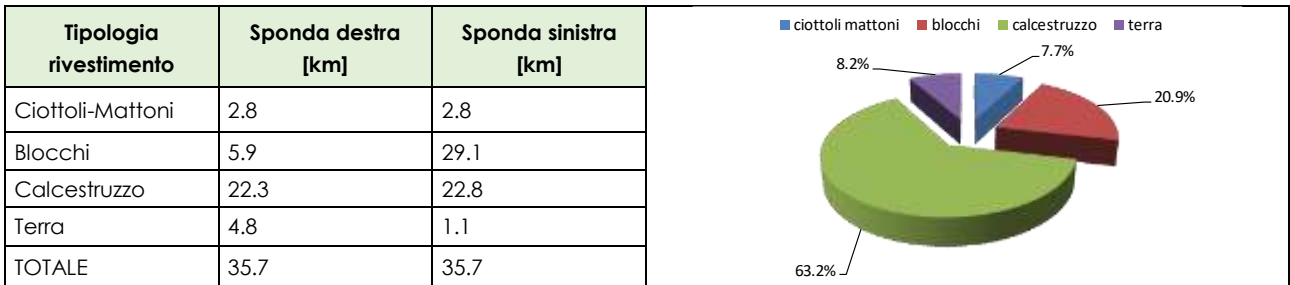 Tipologia rivestimento | Sponda destra [km] | Sponda sinistra [km]
Ciottoli-Mattoni | 2.8 | 2.8
Blocchi | 5.9 | 29.1
Calcestruzzo | 22.3 | 22.8
Terra | 4.8 | 1.1
TOTALE | 35.7 | 35.7
ciottoli mattoni blocchi calcestruzzo terra
7.7%
8.2%
20.9%
63.2%